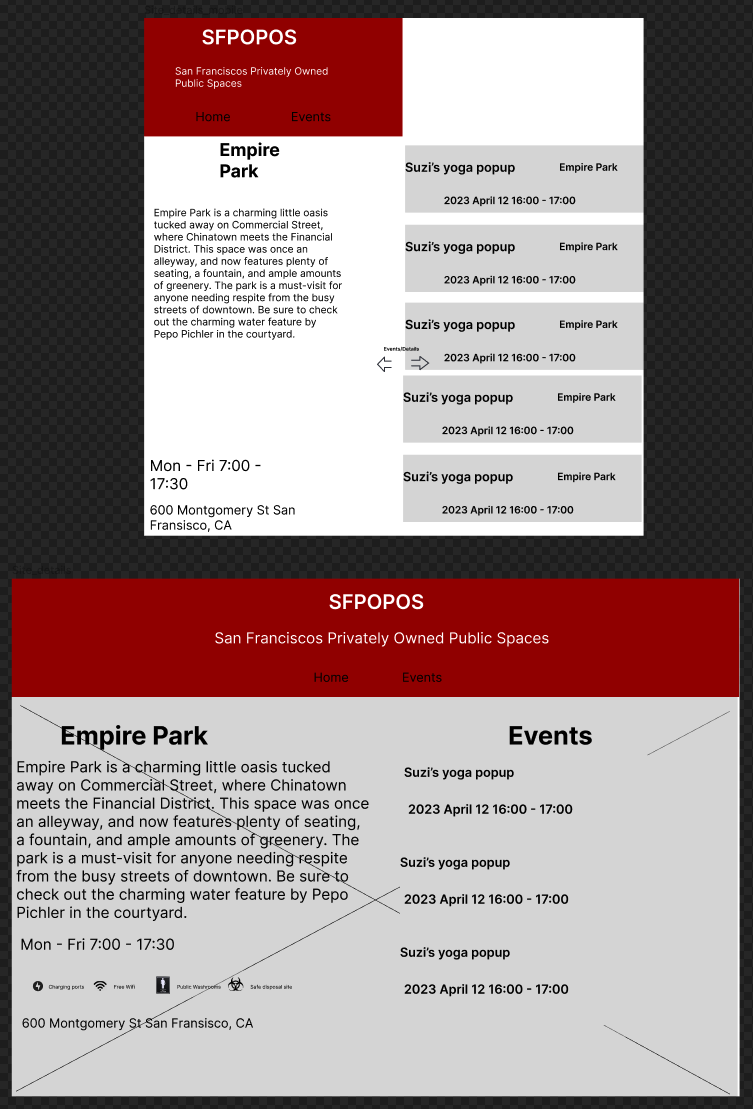 SFPOPOS
San Franciscos Privately Owned
Public Spaces
Home Events
Empire
Park
Empire Park is a charming little oasis
tucked away on Commercial Street,
where Chinatown meets the Financial
District. This space was once an
alleyway, and now features plenty of
seating, a fountain, and ample amounts
of greenery. The park is a must-visit for
anyone needing respite from the busy
streets of downtown. Be sure to check
out the charming water feature by
Pepo Pichler in the courtyard.
Mon - Fri 7:00 -
17:30
600 Montgomery St San
Fransisco, CA
Events/Details
Suzi's yoga popup Empire Park
2023 April 12 16:00 - 17:00
Suzi's yoga popup Empire Park
2023 April 12 16:00 - 17:00
Suzi's yoga popup Empire Park
2023 April 12 16:00 - 17:00
Suzi's yoga popup Empire Park
2023 April 12 16:00 - 17:00
Suzi's yoga popup Empire Park
2023 April 12 16:00 - 17:00
SFPOPOS
San Franciscos Privately Owned Public Spaces
Home Events
Empire Park
Empire Park is a charming little oasis tucked
away on Commercial Street, where Chinatown
meets the Financial District. This space was once
an alleyway, and now features plenty of seating,
a fountain, and ample amounts of greenery. The
park is a must-visit for anyone needing respite
from the busy streets of downtown. Be sure to
check out the charming water feature by Pepo
Pichler in the courtyard.
Mon - Fri 7:00 - 17:30
Charging ports Free Wifi Public Washrooms Safe disposal site
600 Montgomery St San Fransisco, CA
Events
Suzi's yoga popup
2023 April 12 16:00 - 17:00
Suzi's yoga popup
2023 April 12 16:00 - 17:00
Suzi's yoga popup
2023 April 12 16:00 - 17:00